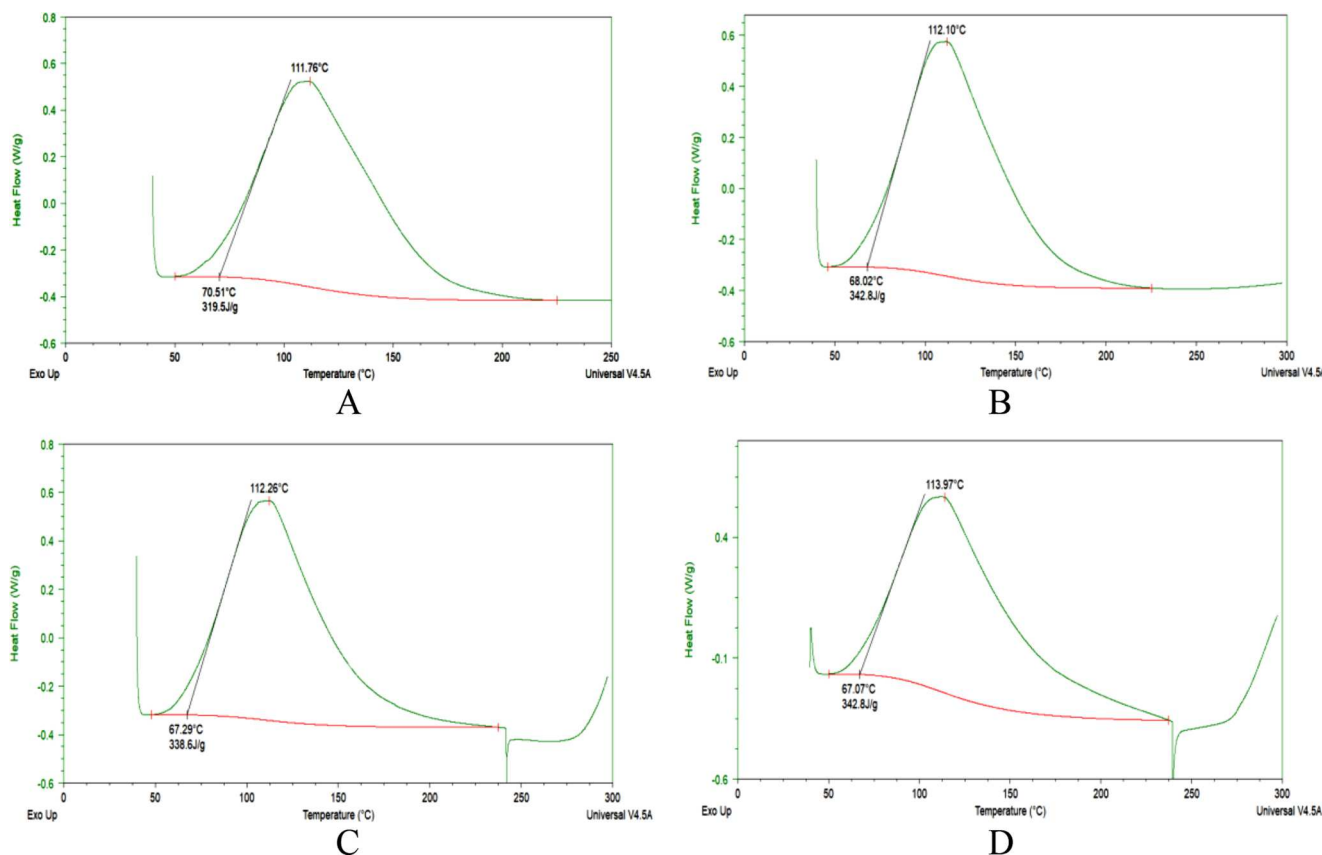 0.8
0.6
0.4
0.2
0.0
-0.2
-0.4
-0.6
Heat Flow (W/g)
111.76°C
70.51°C
319.5J/g
0 50 100 150 200 250
Exo Up Temperature (°C) Universal V4.5A
A
0.6
0.4
0.2
0.0
-0.2
-0.4
-0.6
Heat Flow (W/g)
112.10°C
68.02°C
342.8J/g
0 50 100 150 200 250 300
Exo Up Temperature (°C) Universal V4.5
B
0.8
0.6
0.4
0.2
0.0
-0.2
-0.4
-0.6
Heat Flow (W/g)
112.26°C
67.29°C
338.6J/g
0 50 100 150 200 250 300
Exo Up Temperature (°C) Universal V4.5A
C
0.4
-0.1
-0.6
Heat Flow (W/g)
113.97°C
67.07°C
342.8J/g
0 50 100 150 200 250 300
Exo Up Temperature (°C) Universal V4.5A
D